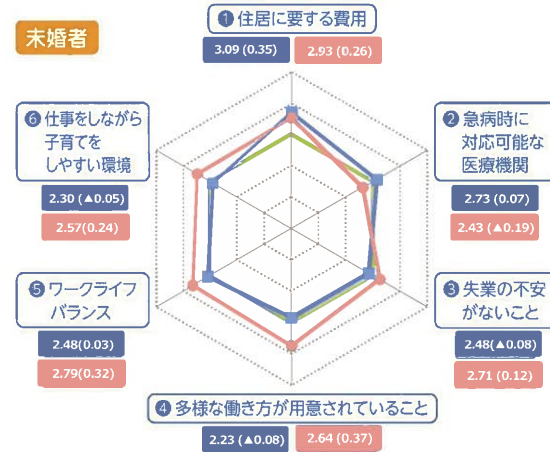 未婚者
❶ 住居に要する費用
3.09 (0.35) 2.93 (0.26)
❷ 急病時に
対応可能な
医療機関
2.73 (0.07)
2.43 (▲0.19)
❸ 失業の不安
がないこと
2.48(▲0.08)
2.71 (0.12)
❹ 多様な働き方が用意されていること
2.23 (▲0.08) 2.64 (0.37)
❺ ワークライフ
バランス
2.48(0.03)
2.79(0.32)
❻ 仕事をしながら
子育てを
しやすい環境
2.30 (▲0.05)
2.57(0.24)